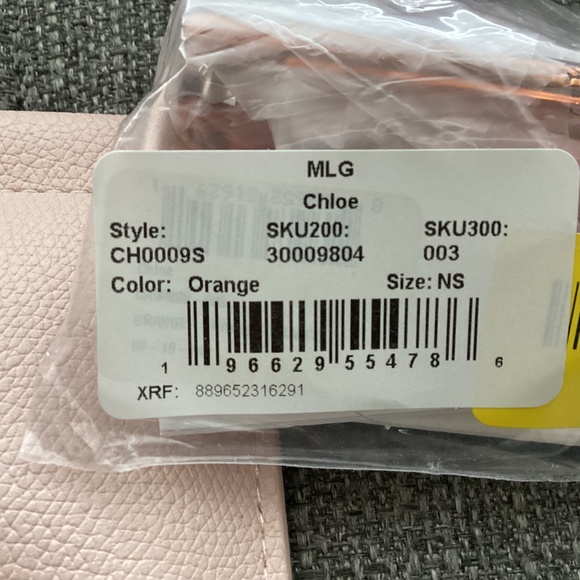 MLG
Chloe
Style: SKU200: SKU300:
CH0009S 30009804 003
Color: Orange Size: NS
1 96629 55478 6
XRF: 889652316291